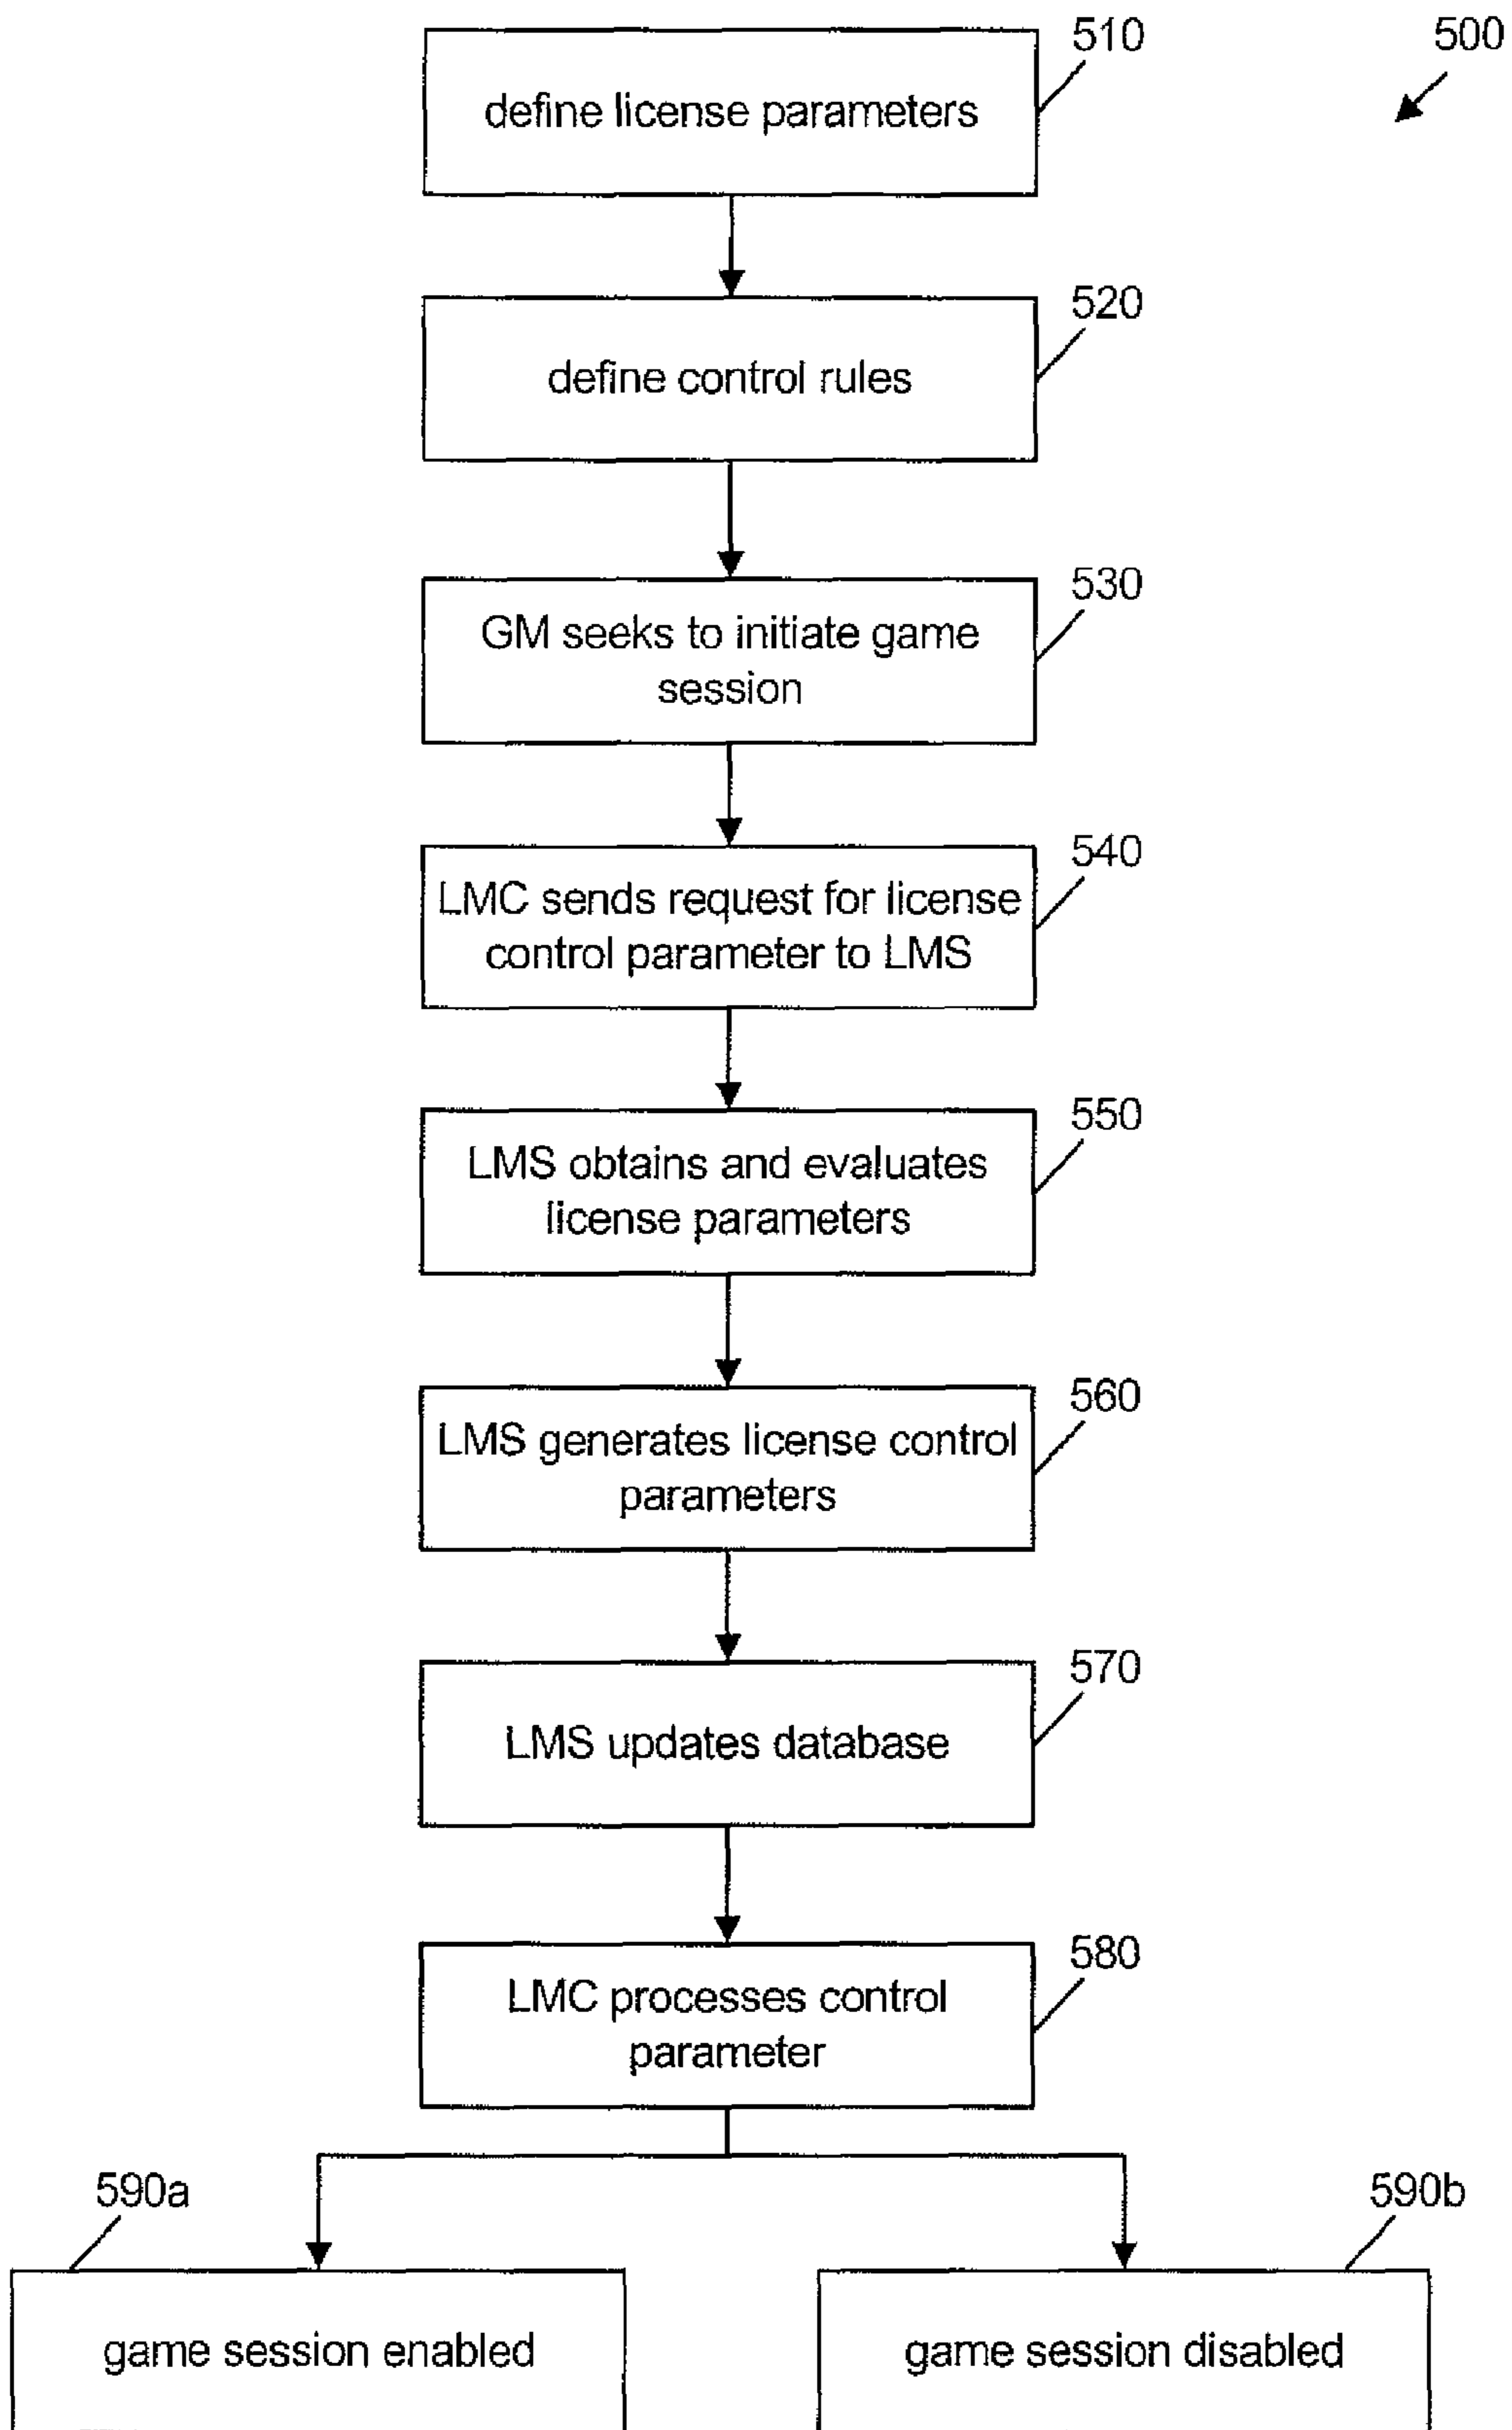 510
500
define license parameters
520
define control rules
530
GM seeks to initiate game
session
540
LMC sends request for license
control parameter to LMS
550
LMS obtains and evaluates
license parameters
560
LMS generates license control
parameters
570
LMS updates database
580
LMC processes control
parameter
590a
590b
game session enabled
game session disabled